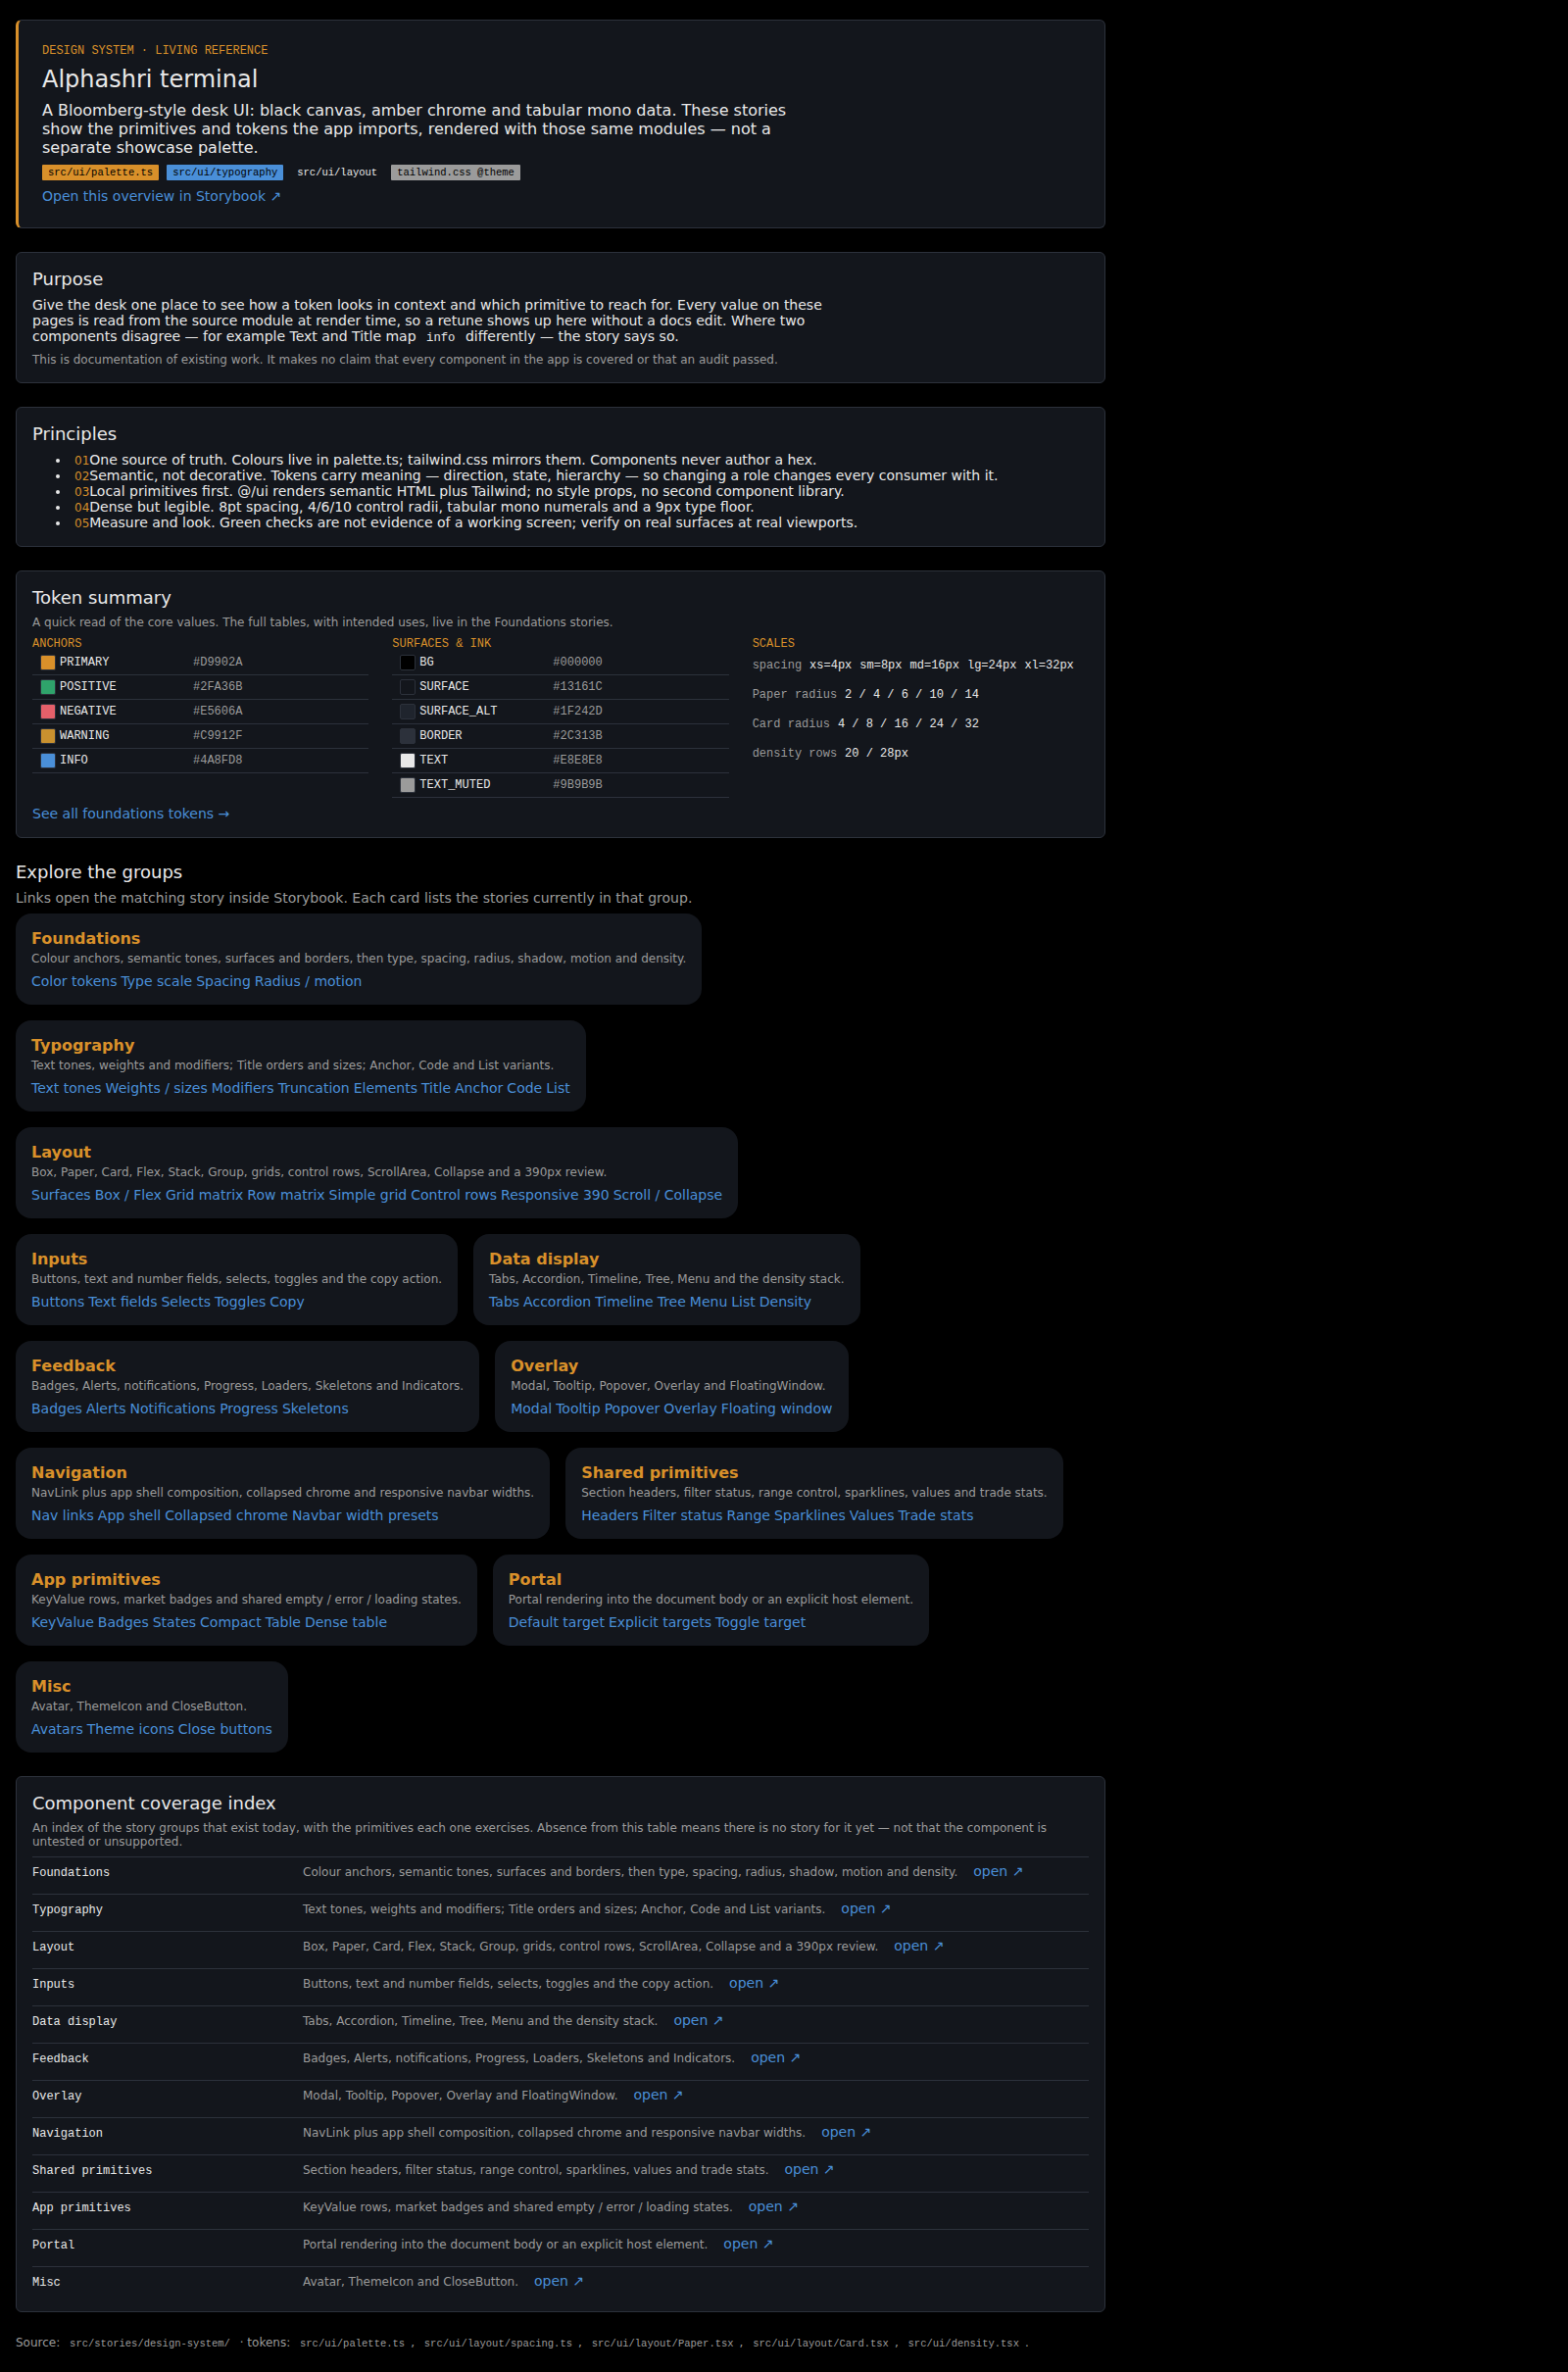 DESIGN SYSTEM · LIVING REFERENCE
Alphashri terminal
A Bloomberg-style desk UI: black canvas, amber chrome and tabular mono data. These stories
show the primitives and tokens the app imports, rendered with those same modules — not a
separate showcase palette.
src/ui/palette.ts src/ui/typography src/ui/layout tailwind.css @theme
Open this overview in Storybook ↗
Purpose
Give the desk one place to see how a token looks in context and which primitive to reach for. Every value on these
pages is read from the source module at render time, so a retune shows up here without a docs edit. Where two
components disagree — for example Text and Title map info differently — the story says so.
This is documentation of existing work. It makes no claim that every component in the app is covered or that an audit passed.
Principles
• 01One source of truth. Colours live in palette.ts; tailwind.css mirrors them. Components never author a hex.
• 02Semantic, not decorative. Tokens carry meaning — direction, state, hierarchy — so changing a role changes every consumer with it.
• 03Local primitives first. @/ui renders semantic HTML plus Tailwind; no style props, no second component library.
• 04Dense but legible. 8pt spacing, 4/6/10 control radii, tabular mono numerals and a 9px type floor.
• 05Measure and look. Green checks are not evidence of a working screen; verify on real surfaces at real viewports.
Token summary
A quick read of the core values. The full tables, with intended uses, live in the Foundations stories.
ANCHORS
PRIMARY #D9902A
POSITIVE #2FA36B
NEGATIVE #E5606A
WARNING #C9912F
INFO #4A8FD8
SURFACES & INK
BG #000000
SURFACE #13161C
SURFACE_ALT #1F242D
BORDER #2C313B
TEXT #E8E8E8
TEXT_MUTED #9B9B9B
SCALES
spacing xs=4px sm=8px md=16px lg=24px xl=32px
Paper radius 2 / 4 / 6 / 10 / 14
Card radius 4 / 8 / 16 / 24 / 32
density rows 20 / 28px
See all foundations tokens →
Explore the groups
Links open the matching story inside Storybook. Each card lists the stories currently in that group.
Foundations
Colour anchors, semantic tones, surfaces and borders, then type, spacing, radius, shadow, motion and density.
Color tokens Type scale Spacing Radius / motion
Typography
Text tones, weights and modifiers; Title orders and sizes; Anchor, Code and List variants.
Text tones Weights / sizes Modifiers Truncation Elements Title Anchor Code List
Layout
Box, Paper, Card, Flex, Stack, Group, grids, control rows, ScrollArea, Collapse and a 390px review.
Surfaces Box / Flex Grid matrix Row matrix Simple grid Control rows Responsive 390 Scroll / Collapse
Inputs
Buttons, text and number fields, selects, toggles and the copy action.
Buttons Text fields Selects Toggles Copy
Data display
Tabs, Accordion, Timeline, Tree, Menu and the density stack.
Tabs Accordion Timeline Tree Menu List Density
Feedback
Badges, Alerts, notifications, Progress, Loaders, Skeletons and Indicators.
Badges Alerts Notifications Progress Skeletons
Overlay
Modal, Tooltip, Popover, Overlay and FloatingWindow.
Modal Tooltip Popover Overlay Floating window
Navigation
NavLink plus app shell composition, collapsed chrome and responsive navbar widths.
Nav links App shell Collapsed chrome Navbar width presets
Shared primitives
Section headers, filter status, range control, sparklines, values and trade stats.
Headers Filter status Range Sparklines Values Trade stats
App primitives
KeyValue rows, market badges and shared empty / error / loading states.
KeyValue Badges States Compact Table Dense table
Portal
Portal rendering into the document body or an explicit host element.
Default target Explicit targets Toggle target
Misc
Avatar, ThemeIcon and CloseButton.
Avatars Theme icons Close buttons
Component coverage index
An index of the story groups that exist today, with the primitives each one exercises. Absence from this table means there is no story for it yet — not that the component is
untested or unsupported.
Foundations Colour anchors, semantic tones, surfaces and borders, then type, spacing, radius, shadow, motion and density. open ↗
Typography Text tones, weights and modifiers; Title orders and sizes; Anchor, Code and List variants. open ↗
Layout Box, Paper, Card, Flex, Stack, Group, grids, control rows, ScrollArea, Collapse and a 390px review. open ↗
Inputs Buttons, text and number fields, selects, toggles and the copy action. open ↗
Data display Tabs, Accordion, Timeline, Tree, Menu and the density stack. open ↗
Feedback Badges, Alerts, notifications, Progress, Loaders, Skeletons and Indicators. open ↗
Overlay Modal, Tooltip, Popover, Overlay and FloatingWindow. open ↗
Navigation NavLink plus app shell composition, collapsed chrome and responsive navbar widths. open ↗
Shared primitives Section headers, filter status, range control, sparklines, values and trade stats. open ↗
App primitives KeyValue rows, market badges and shared empty / error / loading states. open ↗
Portal Portal rendering into the document body or an explicit host element. open ↗
Misc Avatar, ThemeIcon and CloseButton. open ↗
Source: src/stories/design-system/ · tokens: src/ui/palette.ts , src/ui/layout/spacing.ts , src/ui/layout/Paper.tsx , src/ui/layout/Card.tsx , src/ui/density.tsx .